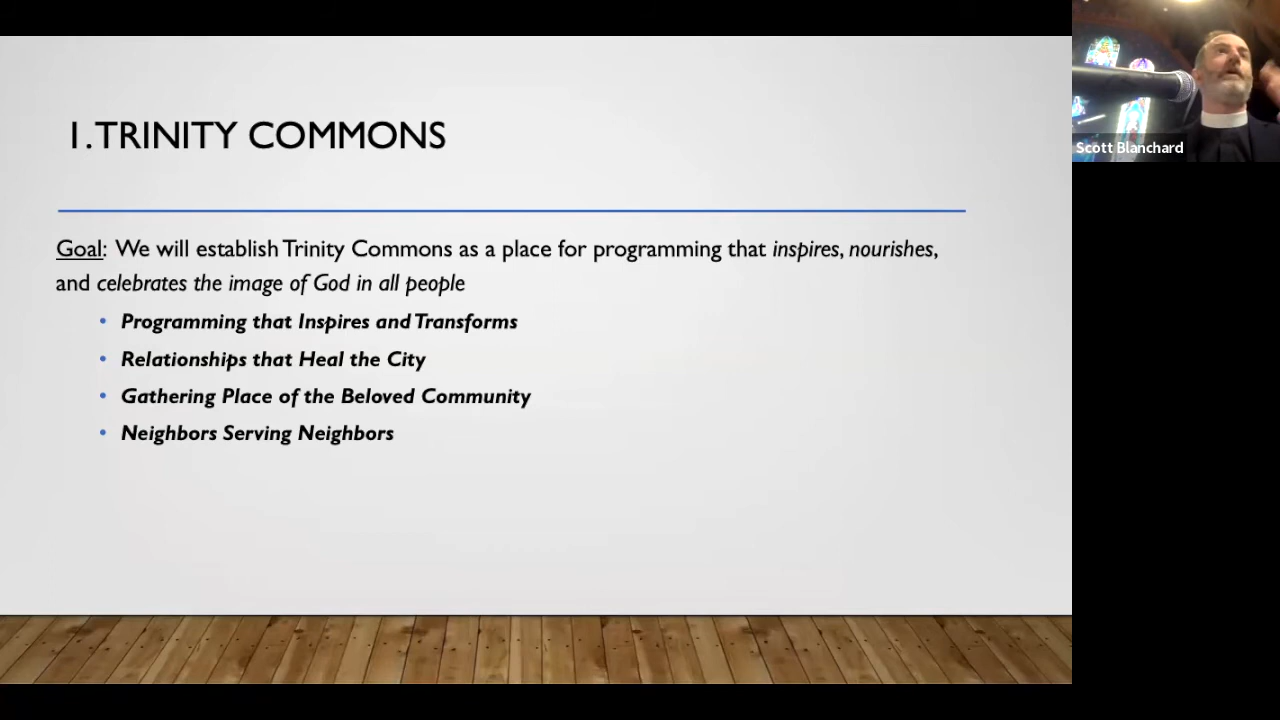 1. TRINITY COMMONS
Goal: We will establish Trinity Commons as a place for programming that inspires, nourishes,
and celebrates the image of God in all people
• Programming that Inspires and Transforms
• Relationships that Heal the City
• Gathering Place of the Beloved Community
• Neighbors Serving Neighbors
Scott Blanchard